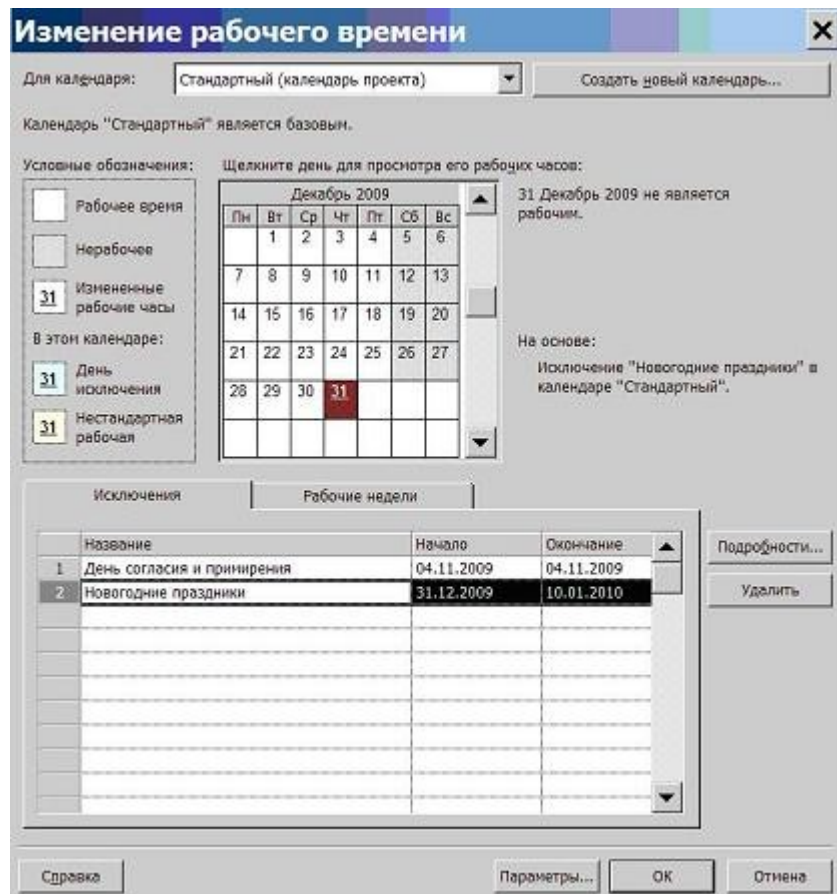 Изменение рабочего времени
Для календаря: Стандартный (календарь проекта) Создать новый календарь...
Календарь "Стандартный" является базовым.
Условные обозначения: Щелкните день для просмотра его рабочих часов:
Рабочее время
Нерабочее
31 Измененные
рабочие часы
В этом календаре:
31 День
исключения
31 Нестандартная
рабочая
Декабрь 2009
Пн Вт Ср Чт Пт Сб Вс
1 2 3 4 5 6
7 8 9 10 11 12 13
14 15 16 17 18 19 20
21 22 23 24 25 26 27
28 29 30 31
31 Декабрь 2009 не является
рабочим.
На основе:
Исключение "Новогодние праздники" в
календаре "Стандартный".
Исключения Рабочие недели
Название Начало Окончание
1 День согласия и примирения 04.11.2009 04.11.2009
2 Новогодние праздники 31.12.2009 10.01.2010
Подробности...
Удалить
Справка Параметры... ОК Отмена